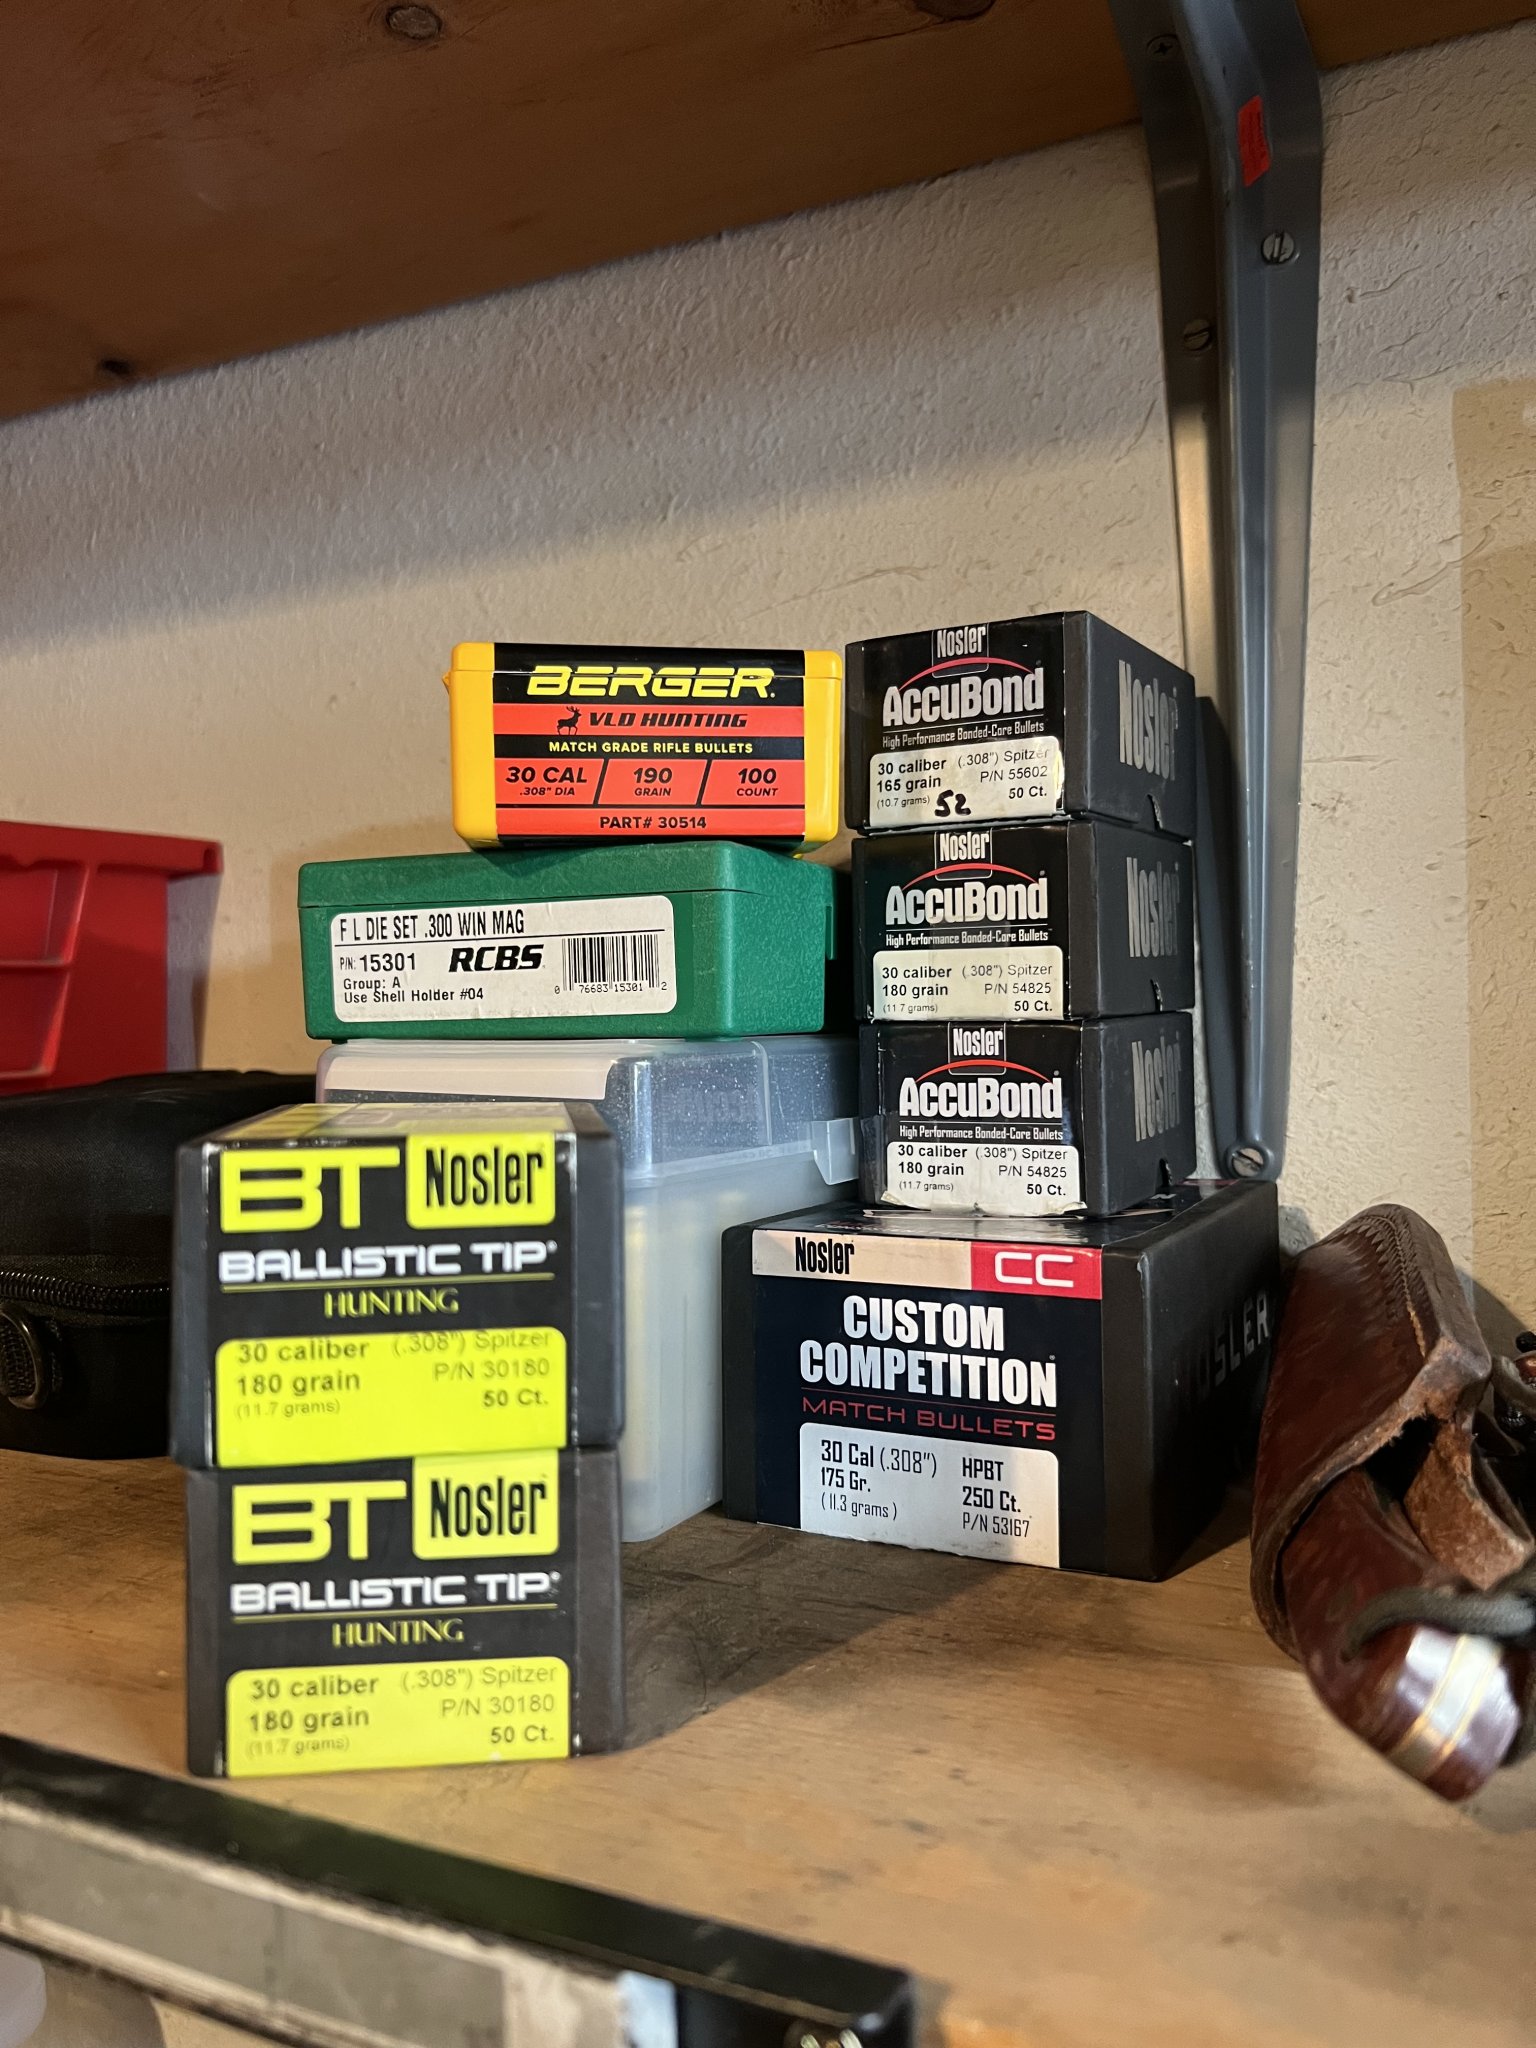 BERGER.
VLD HUNTING
MATCH GRADE RIFLE BULLETS
30 CAL 190 100
.308" DIA GRAIN COUNT
PART# 30514
F L DIE SET .300 WIN MAG
P/N: 15301 RCBS
Group: A
Use Shell Holder #04
0 76683 15301 2
Nosler
AccuBond
High Performance Bonded-Core Bullets
30 caliber (.308") Spitzer
165 grain P/N 55602
(10.7 grams) 52 50 Ct.
Nosler
Nosler
AccuBond
High Performance Bonded-Core Bullets
30 caliber (.308") Spitzer
180 grain P/N 54825
(11.7 grams) 50 Ct.
Nosler
Nosler
AccuBond
High Performance Bonded-Core Bullets
30 caliber (.308") Spitzer
180 grain P/N 54825
(11.7 grams) 50 Ct.
Nosler
BT Nosler
BALLISTIC TIP®
HUNTING
30 caliber (.308") Spitzer
180 grain P/N 30180
(11.7 grams) 50 Ct.
BT Nosler
BALLISTIC TIP®
HUNTING
30 caliber (.308") Spitzer
180 grain P/N 30180
(11.7 grams) 50 Ct.
Nosler CC
CUSTOM
COMPETITION®
MATCH BULLETS
30 Cal (.308") HPBT
175 Gr. 250 Ct.
(11.3 grams) P/N 53167
NOSLER